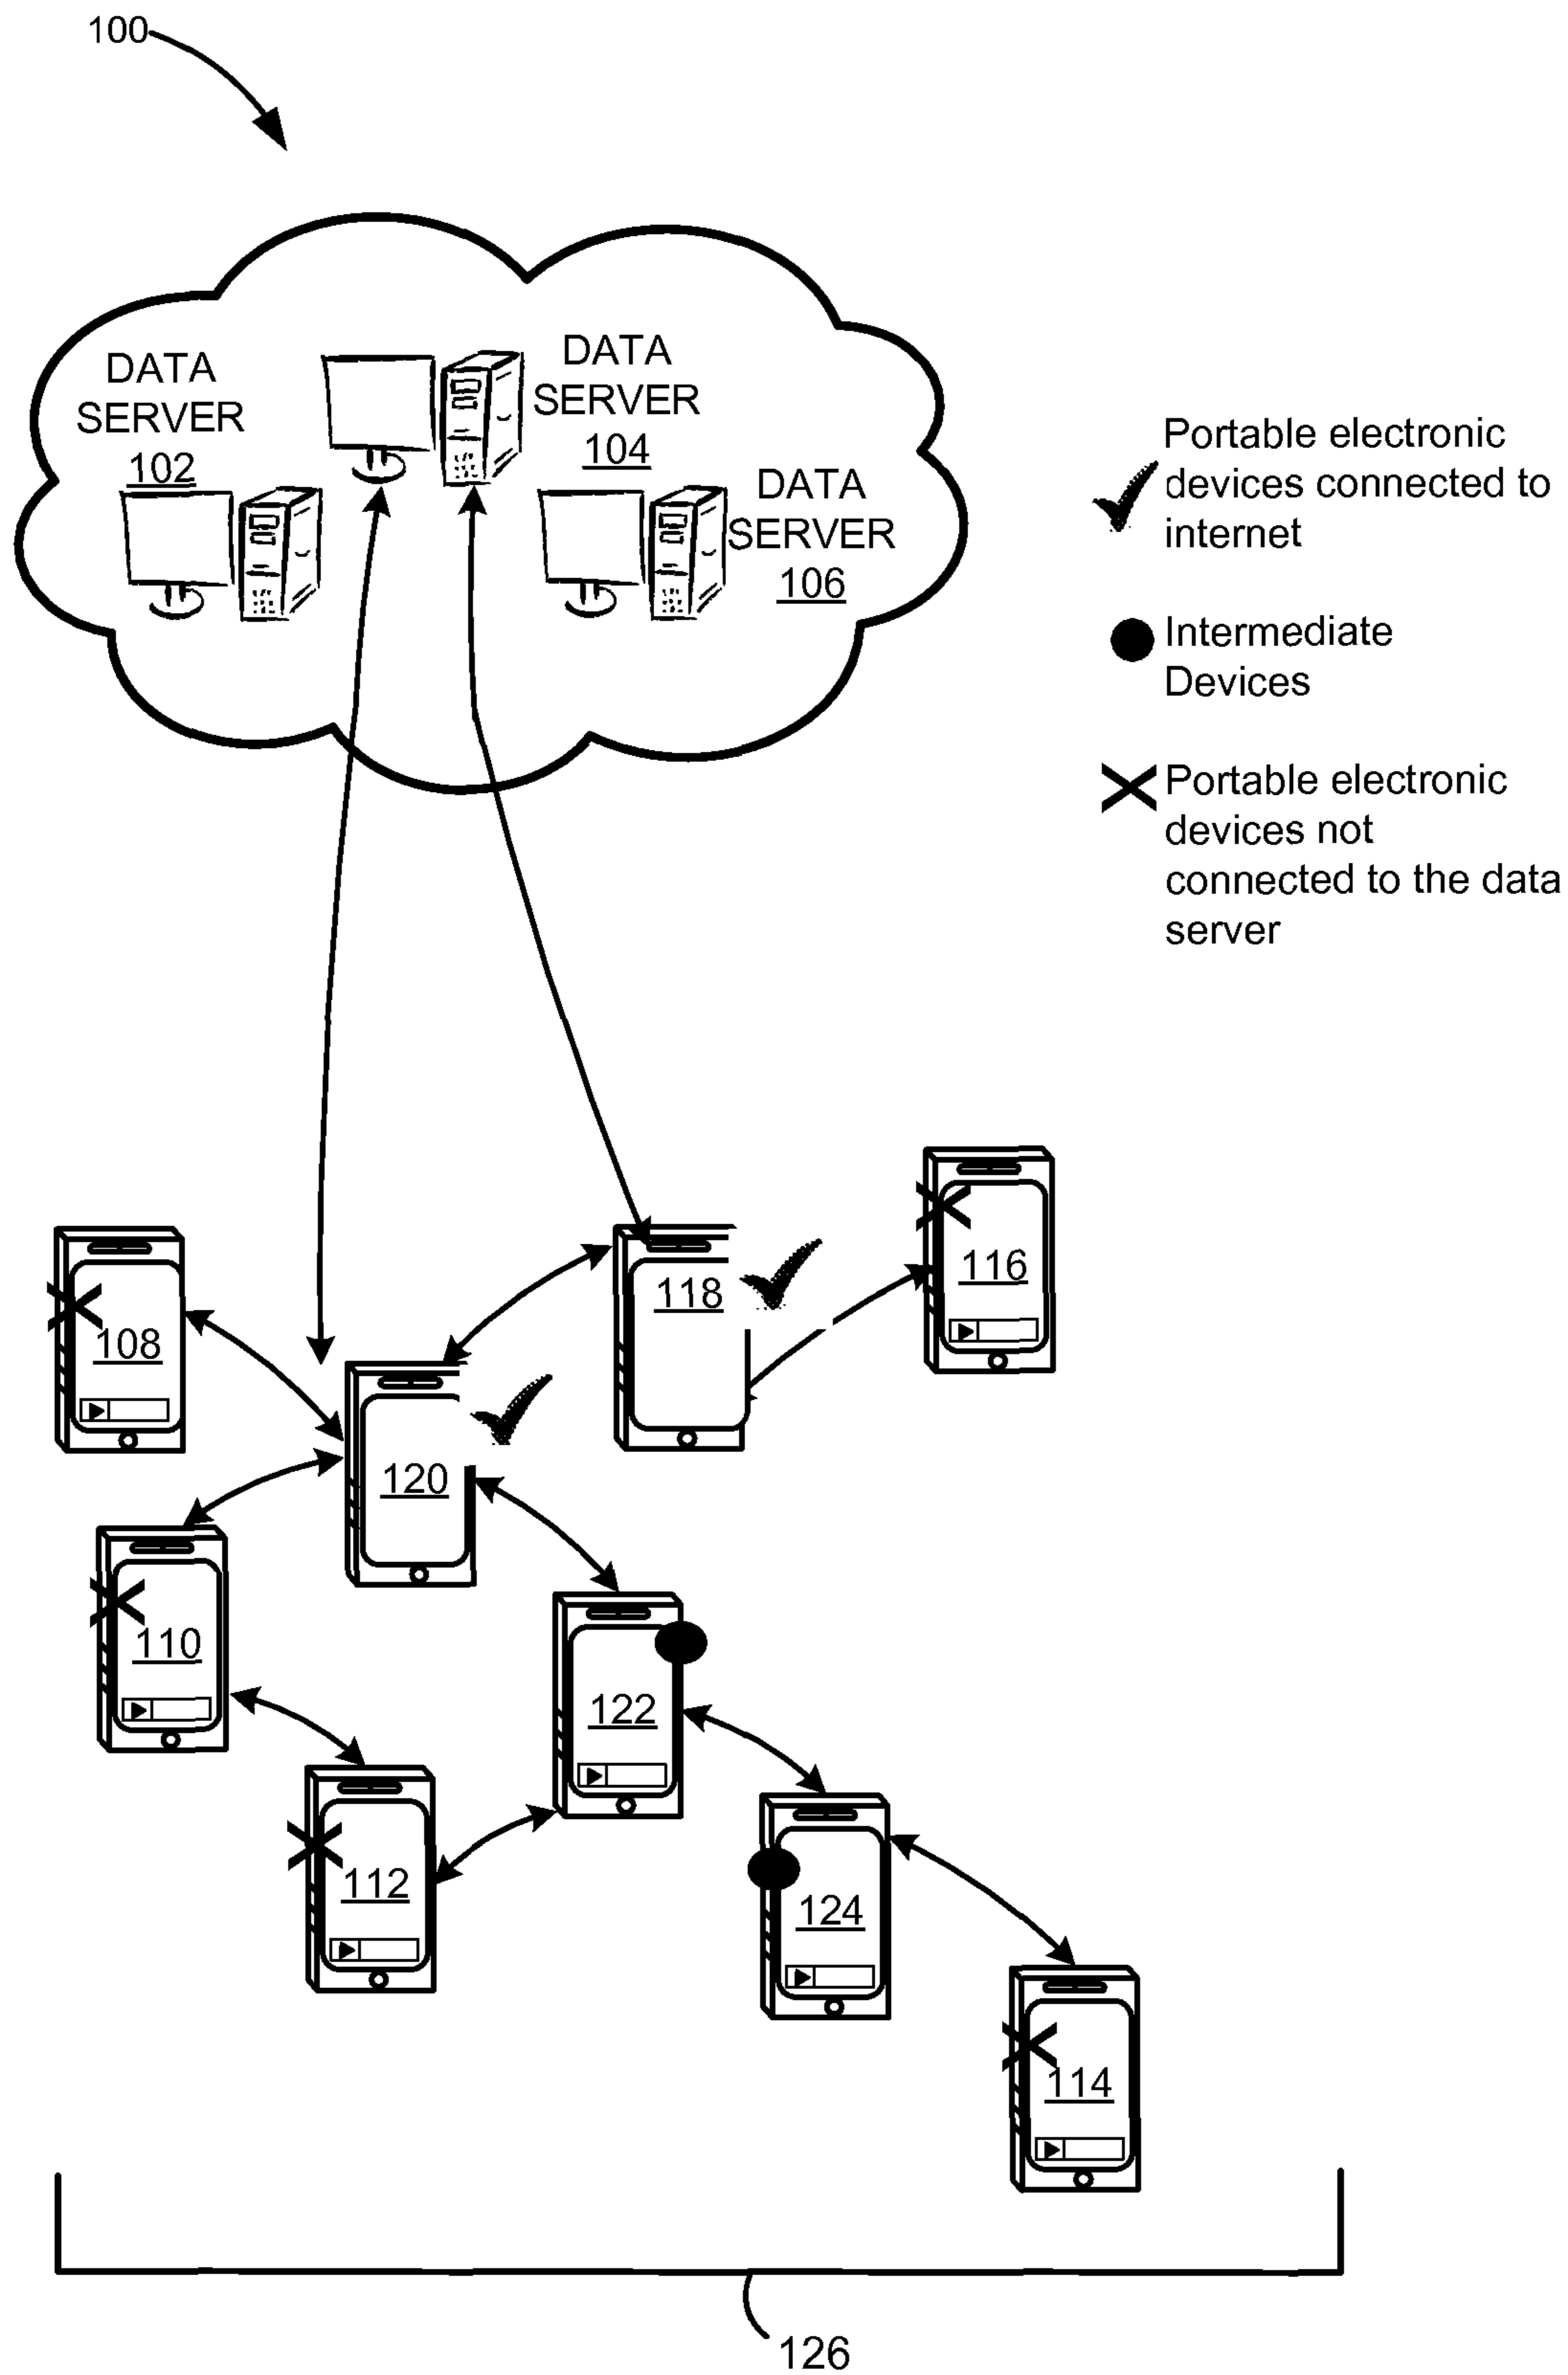 100
DATA
SERVER
102
DATA
SERVER
104
DATA
SERVER
106
Portable electronic
devices connected to
internet
Intermediate
Devices
Portable electronic
devices not
connected to the data
server
116
118
108
120
110
122
112
124
114
126